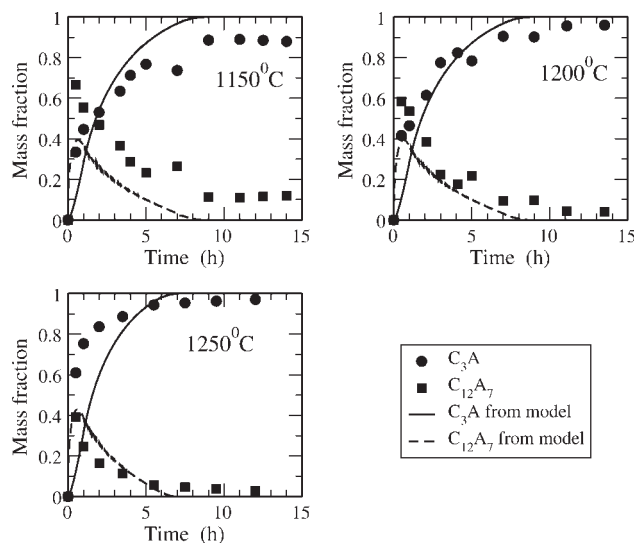 1
0.8
0.6
0.4
0.2
0
Mass fraction
1150⁰C
0 5 10 15
Time (h)
1
0.8
0.6
0.4
0.2
0
Mass fraction
1200⁰C
0 5 10 15
Time (h)
1
0.8
0.6
0.4
0.2
0
Mass fraction
1250⁰C
0 5 10 15
Time (h)
C₃A
C₁₂A₇
C₃A from model
C₁₂A₇ from model